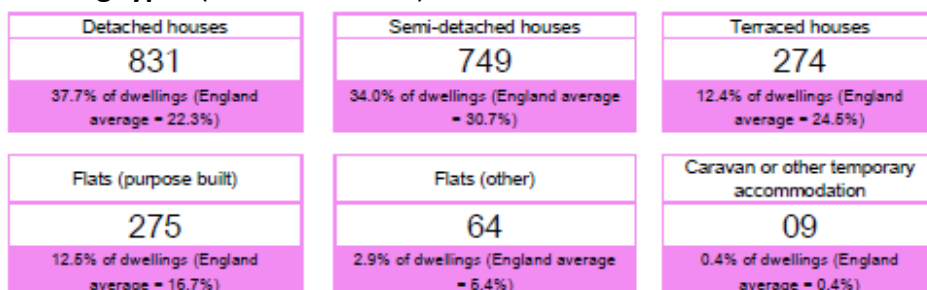 Detached houses
831
37.7% of dwellings (England
average = 22.3%)
Semi-detached houses
749
34.0% of dwellings (England average
= 30.7%)
Terraced houses
274
12.4% of dwellings (England
average = 24.5%)
Flats (purpose built)
275
12.5% of dwellings (England
average = 16.7%)
Flats (other)
64
2.9% of dwellings (England average
= 5.4%)
Caravan or other temporary
accommodation
09
0.4% of dwellings (England
average = 0.4%)